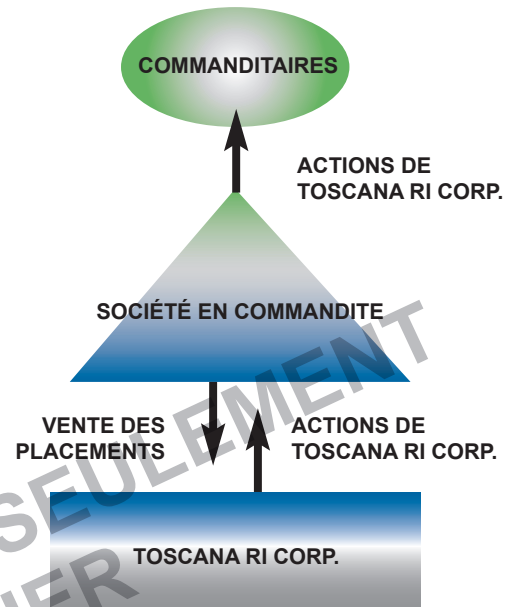 COMMANDITAIRES
ACTIONS DE
TOSCANA RI CORP.
SOCIÉTÉ EN COMMANDITE
VENTE DES
PLACEMENTS
ACTIONS DE
TOSCANA RI CORP.
TOSCANA RI CORP.
SEULEMENT